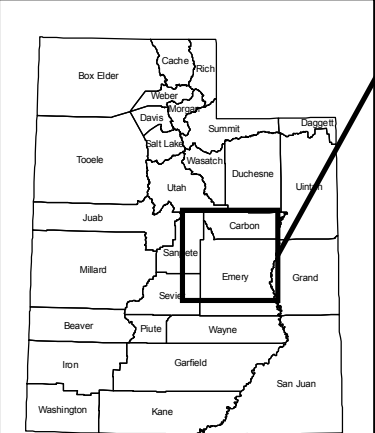 Cache
Rich
Box Elder
Weber
Morgan
Davis
Daggett
Summit
Salt Lake
Tooele
Wasatch
Duchesne
Utah
Uintah
Juab
Carbon
Sanpete
Millard
Emery
Grand
Sevier
Beaver
Piute
Wayne
Iron
Garfield
San Juan
Washington
Kane